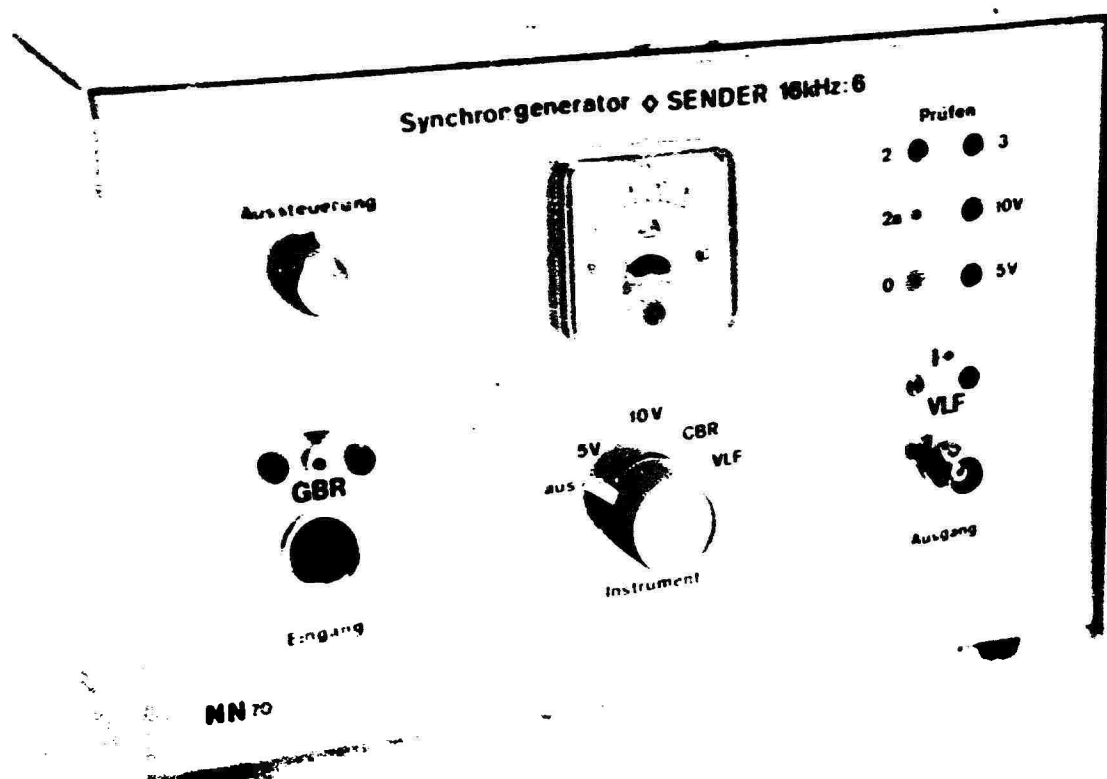 Synchrongenerator ◇ SENDER 16kHz:6
Prüfen
2 3
Aussteuerung
2a 10V
0 5V
VLF
10V
5V GBR
VLF
aus
GBR
Ausgang
Instrument
Eingang
NN 70